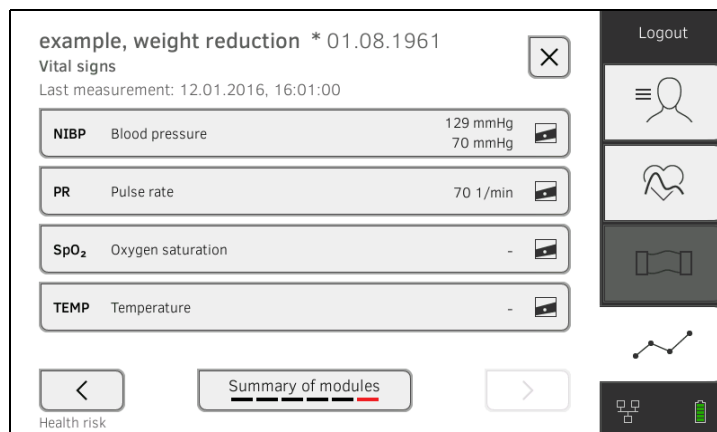 example, weight reduction * 01.08.1961
Vital signs
Last measurement: 12.01.2016, 16:01:00
NIBP Blood pressure 129 mmHg
70 mmHg
PR Pulse rate 70 1/min
SpO₂ Oxygen saturation -
TEMP Temperature -
Summary of modules
Health risk
Logout